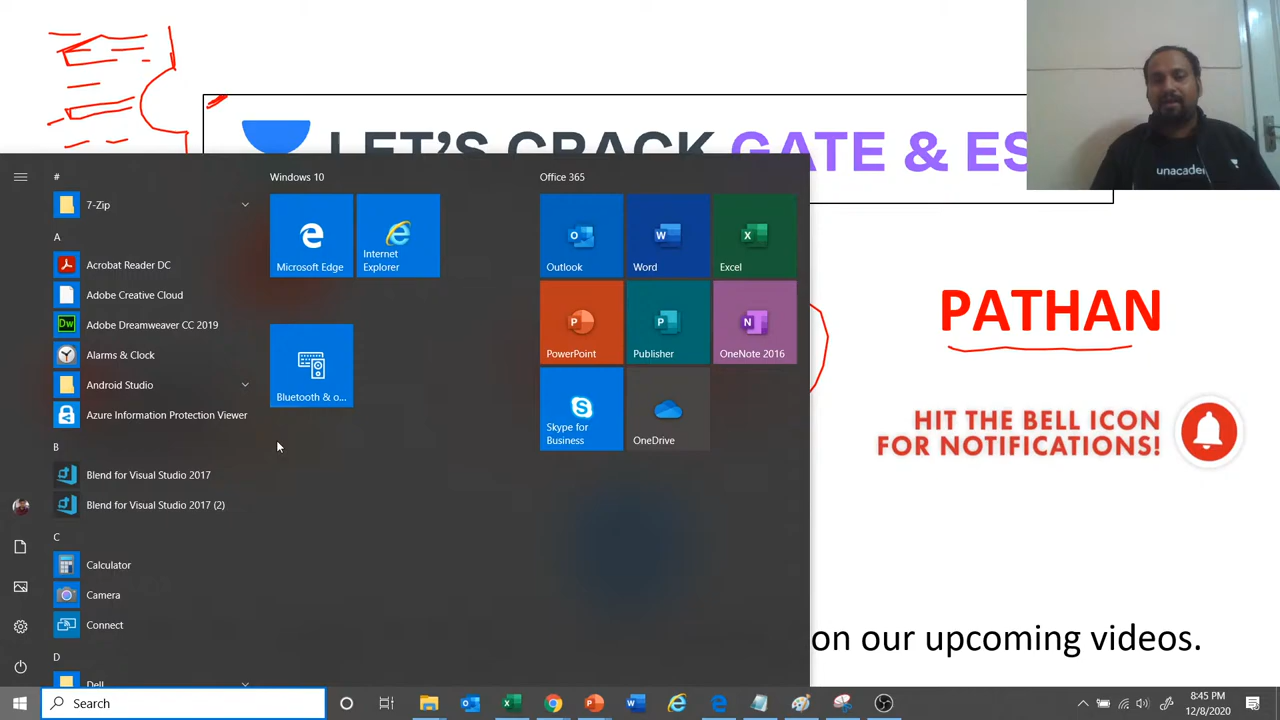 LET'S CRACK GATE & ES
unacade
PATHAN
HIT THE BELL ICON
FOR NOTIFICATIONS!
on our upcoming videos.
#
7-Zip
A
Acrobat Reader DC
Adobe Creative Cloud
Adobe Dreamweaver CC 2019
Alarms & Clock
Android Studio
Azure Information Protection Viewer
B
Blend for Visual Studio 2017
Blend for Visual Studio 2017 (2)
C
Calculator
Camera
Connect
D
Dell
Windows 10
Microsoft Edge
Internet
Explorer
Bluetooth & o...
Office 365
Outlook
Word
Excel
PowerPoint
Publisher
OneNote 2016
Skype for
Business
OneDrive
Search
8:45 PM
12/8/2020